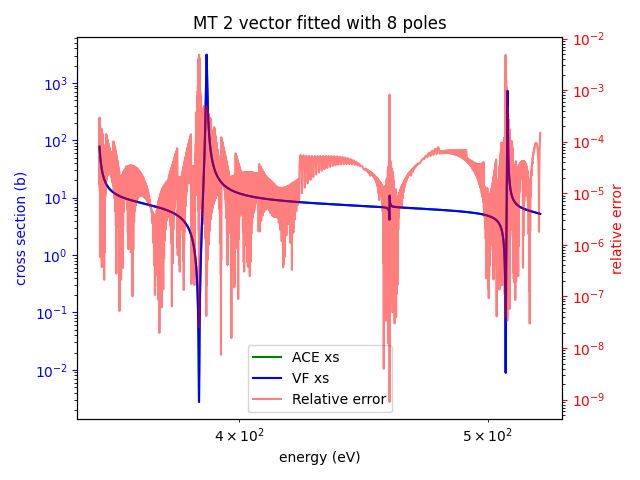 MT 2 vector fitted with 8 poles
cross section (b)
10³
10²
10¹
10⁰
10⁻¹
10⁻²
10⁻²
10⁻³
10⁻⁴
10⁻⁵
10⁻⁶
10⁻⁷
10⁻⁸
10⁻⁹
relative error
ACE xs
VF xs
Relative error
4 × 10²
5 × 10²
energy (eV)